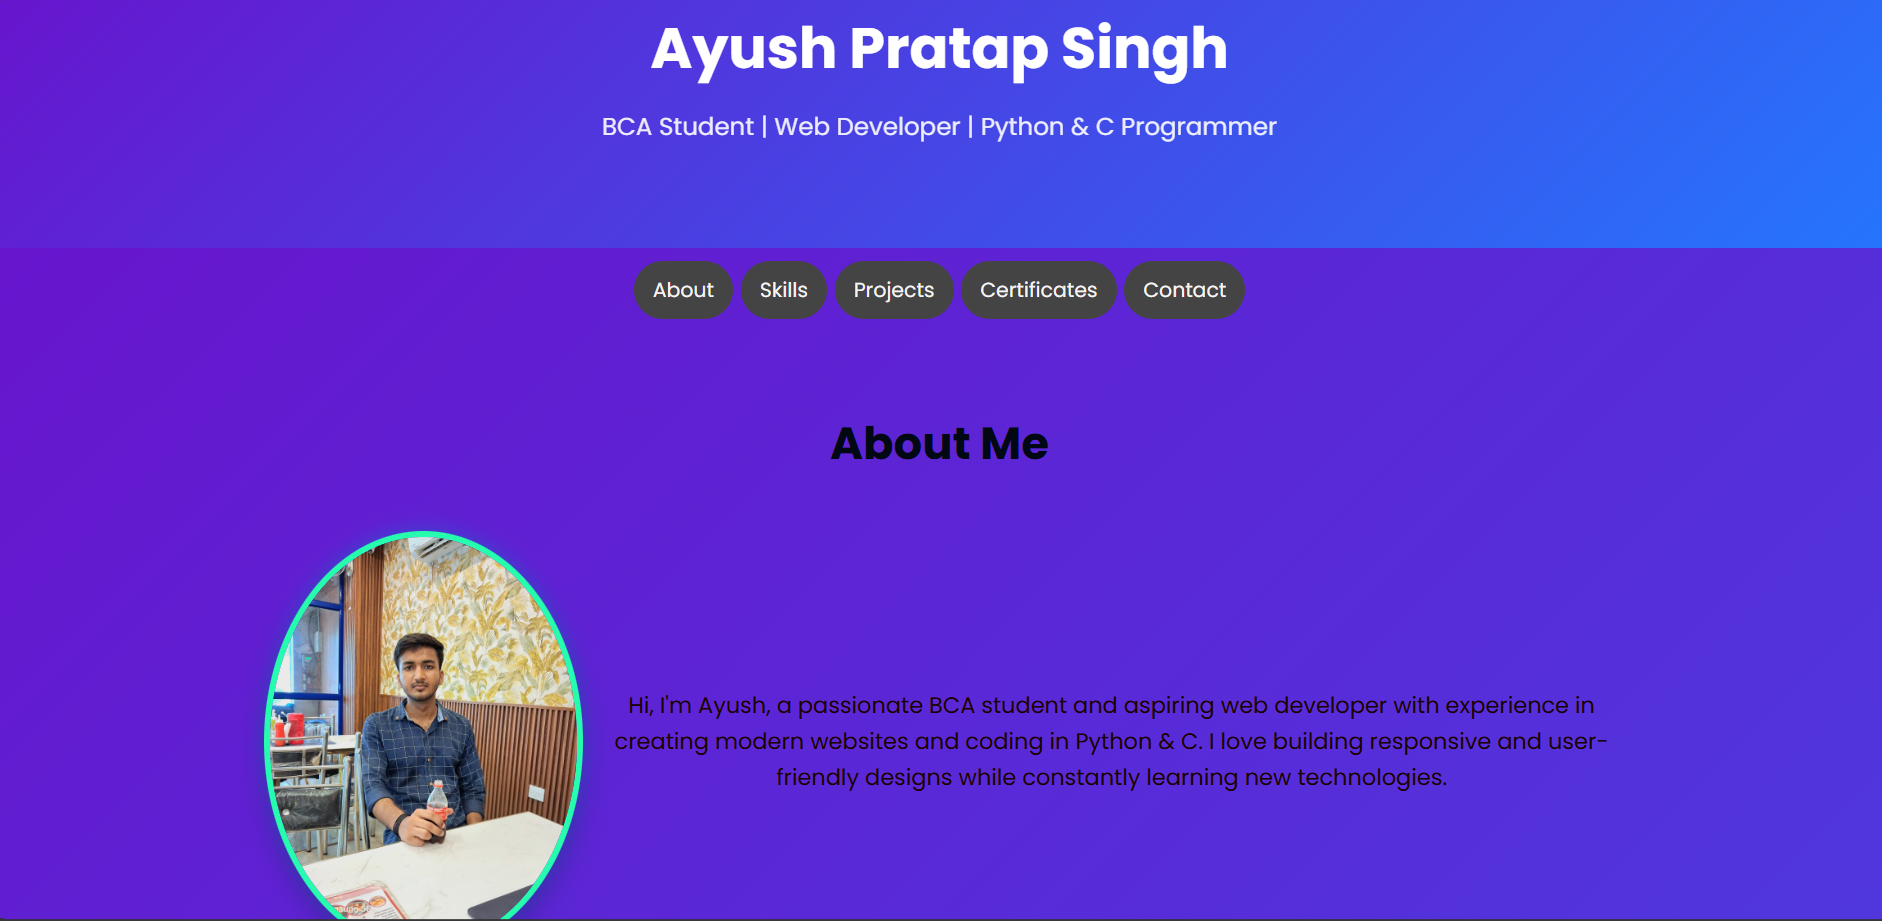 Ayush Pratap Singh
BCA Student | Web Developer | Python & C Programmer
About Skills Projects Certificates Contact
About Me
Hi, I'm Ayush, a passionate BCA student and aspiring web developer with experience in
creating modern websites and coding in Python & C. I love building responsive and user-
friendly designs while constantly learning new technologies.